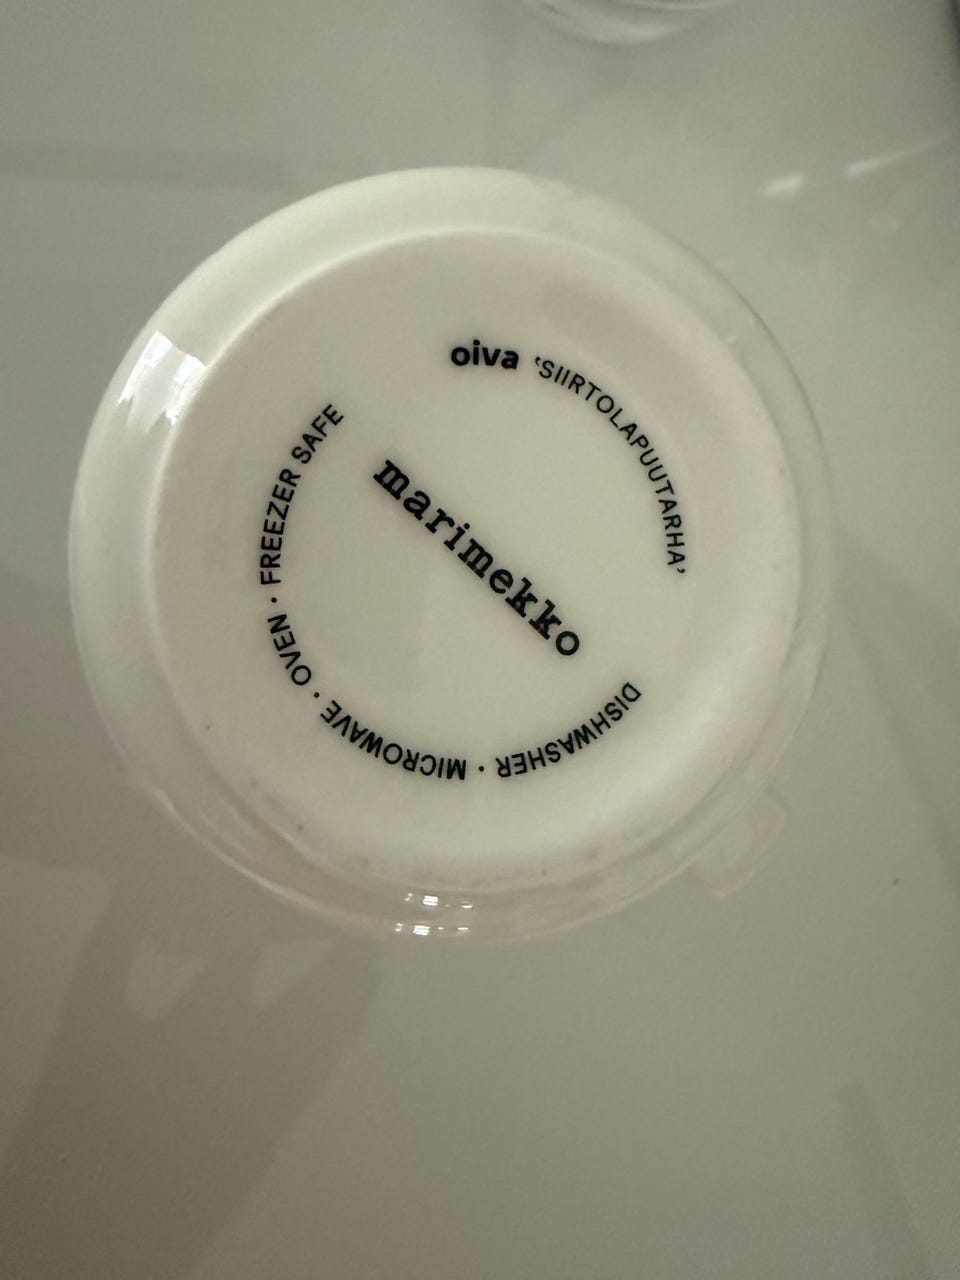 oiva ‘SIIRTOLAPUUTARHA’
marimekko
DISHWASHER · MICROWAVE · OVEN · FREEZER SAFE